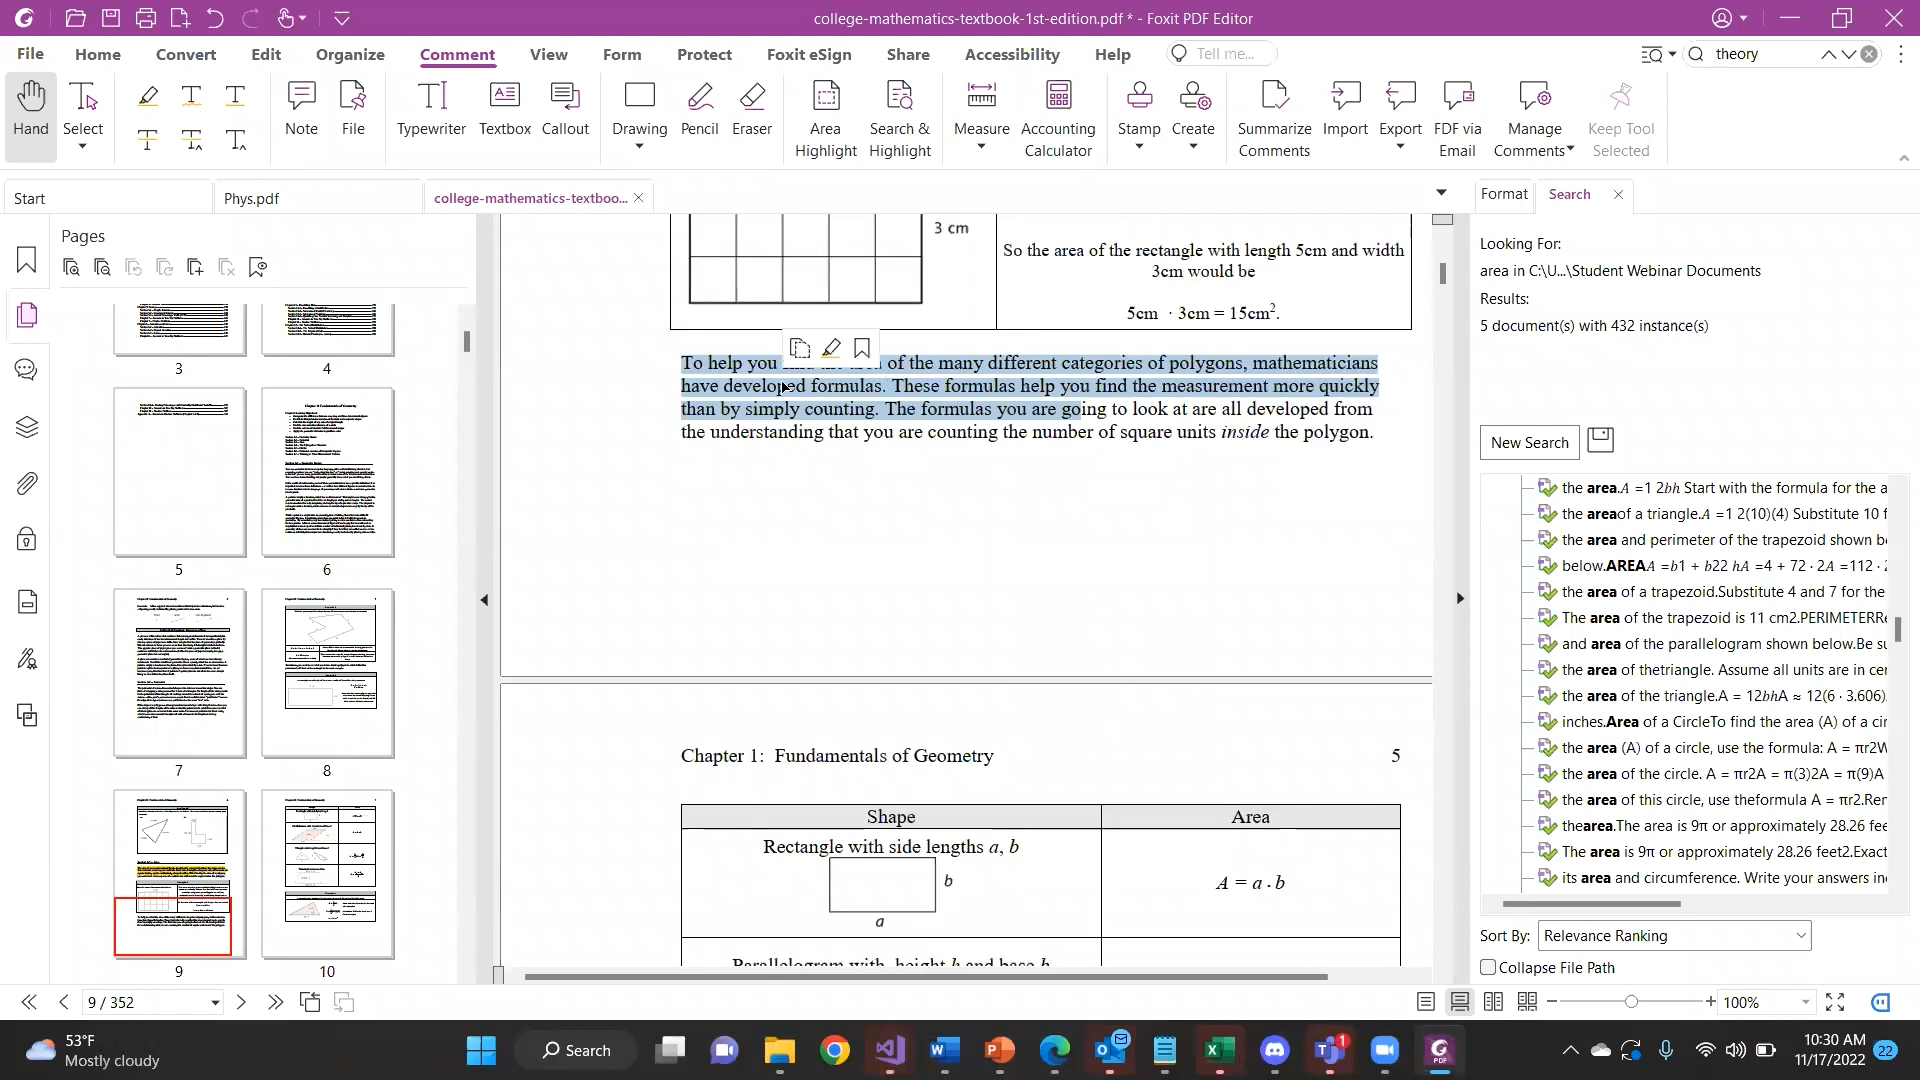 college-mathematics-textbook-1st-edition.pdf * - Foxit PDF Editor
File
Home
Convert
Edit
Organize
Comment
View
Form
Protect
Foxit eSign
Share
Accessibility
Help
Tell me...
theory
Hand
Select
Note
File
Typewriter
Textbox
Callout
Drawing
Pencil
Eraser
Area Highlight
Search & Highlight
Measure
Accounting Calculator
Stamp
Create
Summarize Comments
Import
Export
FDF via Email
Manage Comments
Keep Tool Selected
Start
Phys.pdf
college-mathematics-textboo...
Format
Search
Pages
3
4
5
6
7
8
9
10
3 cm
So the area of the rectangle with length 5cm and width
3cm would be
5cm · 3cm = 15cm².
To help you of the many different categories of polygons, mathematicians
have developed formulas. These formulas help you find the measurement more quickly
than by simply counting. The formulas you are going to look at are all developed from
the understanding that you are counting the number of square units inside the polygon.
Chapter 1: Fundamentals of Geometry
5
Shape
Area
Rectangle with side lengths a, b
b
a
A = a · b
Parallelogram with height h and base b
Looking For:
area in C:\U...\Student Webinar Documents
Results:
5 document(s) with 432 instance(s)
New Search
the area.A =1 2bh Start with the formula for the a
the areaof a triangle.A =1 2(10)(4) Substitute 10 f
the area and perimeter of the trapezoid shown be
below.AREAA =b1 + b22 hA =4 + 72 · 2A =112 · 2
the area of a trapezoid.Substitute 4 and 7 for the
The area of the trapezoid is 11 cm2.PERIMETERRe
and area of the parallelogram shown below.Be su
the area of thetriangle. Assume all units are in cen
the area of the triangle.A = 12bhA ≈ 12(6 · 3.606)
inches.Area of a CircleTo find the area (A) of a cir
the area (A) of a circle, use the formula: A = πr2W
the area of the circle. A = πr2A = π(3)2A = π(9)A
the area of this circle, use theformula A = πr2.Rem
thearea.The area is 9π or approximately 28.26 fee
The area is 9π or approximately 28.26 feet2.Exact
its area and circumference. Write your answers in
Sort By:
Relevance Ranking
Collapse File Path
9 / 352
100%
53°F
Mostly cloudy
Search
1
10:30 AM
11/17/2022
22